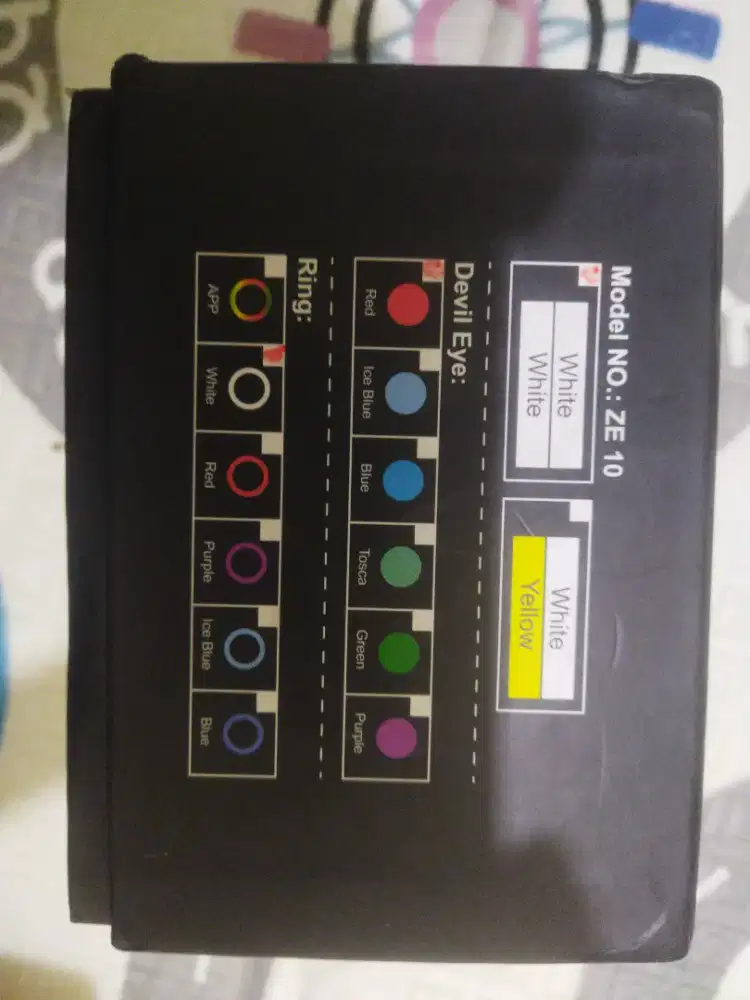 Model NO.: ZE 10
White
White
White
Yellow
Devil Eye:
Red
Ice Blue
Blue
Tosca
Green
Purple
Ring:
APP
White
Red
Purple
Ice Blue
Blue